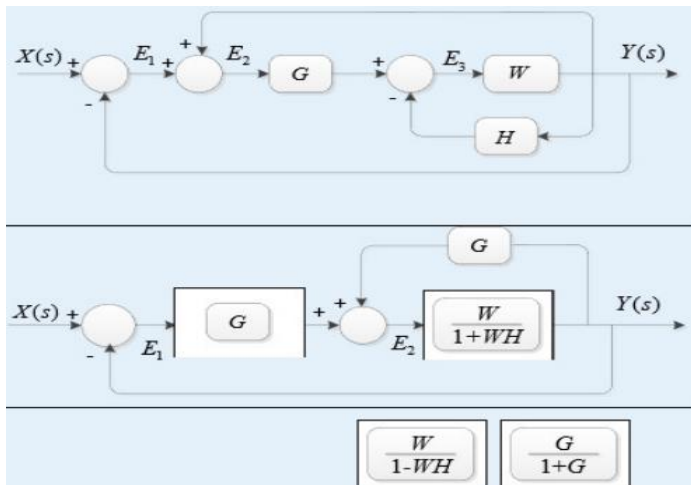 X(s) + - E₁ + + E₂ G + - E₃ W Y(s)
H
G
X(s) + - E₁ G + + E₂ W/1+WH Y(s)
W/1-WH G/1+G